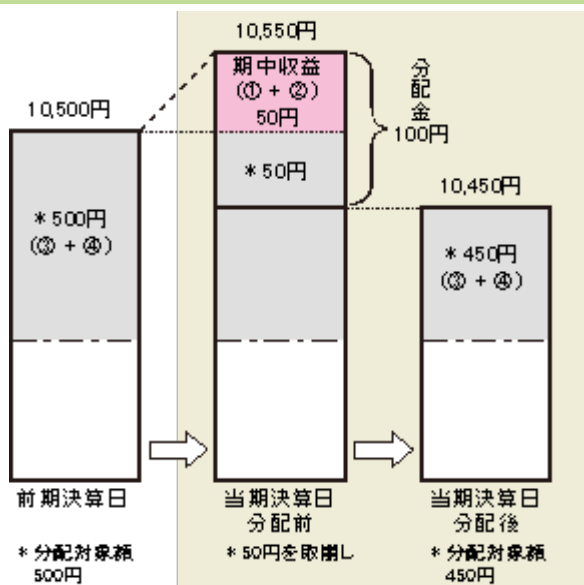 10,550円
期中収益
(① + ②)
50円
分配金
100円
10,500円
＊50円
10,450円
＊500円
(③ + ④)
＊450円
(③ + ④)
前期決算日
当期決算日
分配前
当期決算日
分配後
＊分配対象額
500円
＊50円を取崩し
＊分配対象額
450円